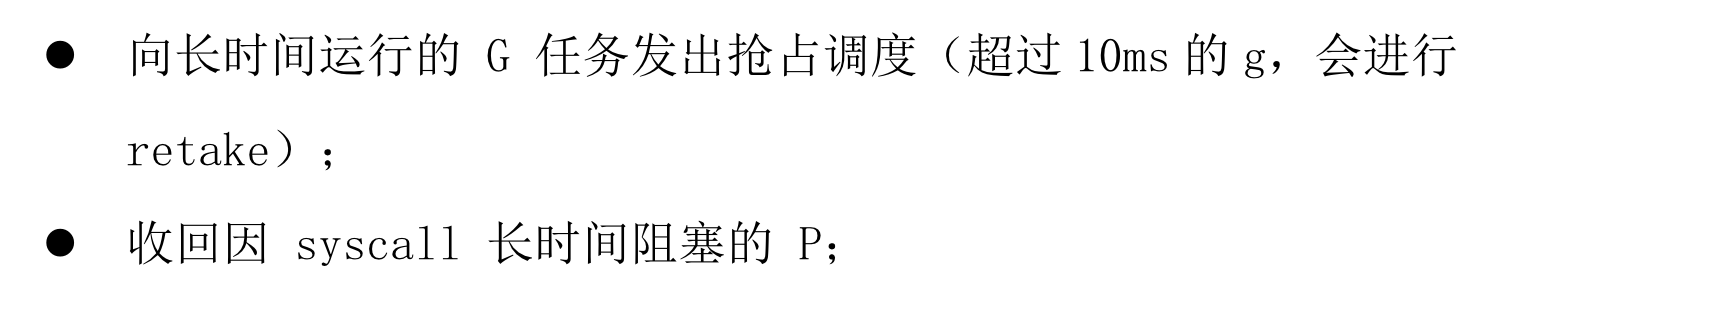 ● 向长时间运行的 G 任务发出抢占调度（超过 10ms 的 g，会进行
retake）；
● 收回因 syscall 长时间阻塞的 P；